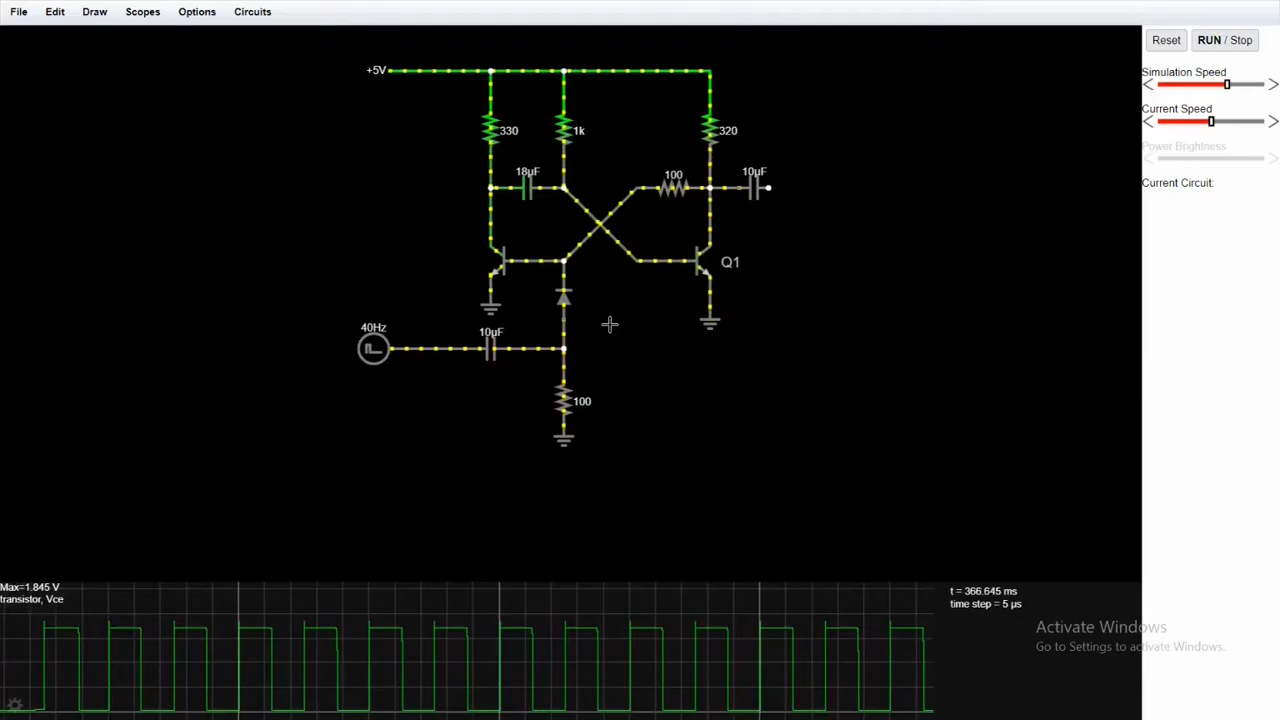 File Edit Draw Scopes Options Circuits
Reset RUN / Stop
Simulation Speed
Current Speed
Power Brightness
Current Circuit:
+5V
330 1k 320
18µF 100 10µF
Q1
40Hz 10µF
100
Max=1.845 V
transistor, Vce
t = 366.645 ms
time step = 5 µs
Activate Windows
Go to Settings to activate Windows.